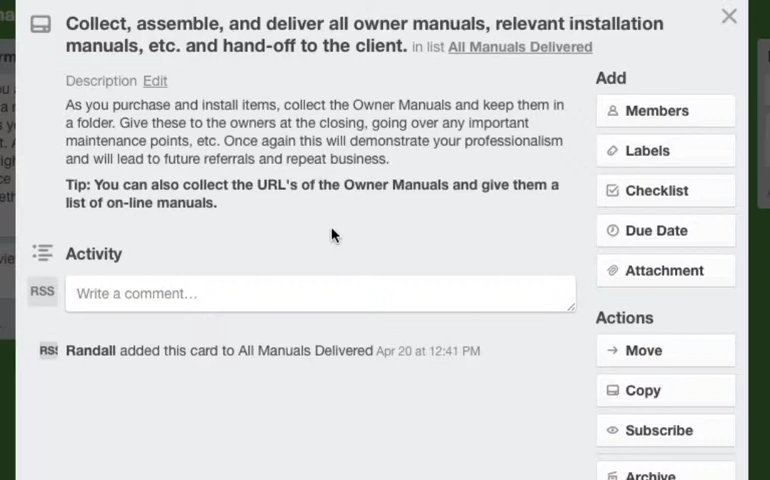 Collect, assemble, and deliver all owner manuals, relevant installation
manuals, etc. and hand-off to the client. in list All Manuals Delivered
Description Edit
As you purchase and install items, collect the Owner Manuals and keep them in
a folder. Give these to the owners at the closing, going over any important
maintenance points, etc. Once again this will demonstrate your professionalism
and will lead to future referrals and repeat business.
Tip: You can also collect the URL's of the Owner Manuals and give them a
list of on-line manuals.
Activity
RSS
Write a comment…
Randall added this card to All Manuals Delivered Apr 20 at 12:41 PM
Add
Members
Labels
Checklist
Due Date
Attachment
Actions
Move
Copy
Subscribe
Archive